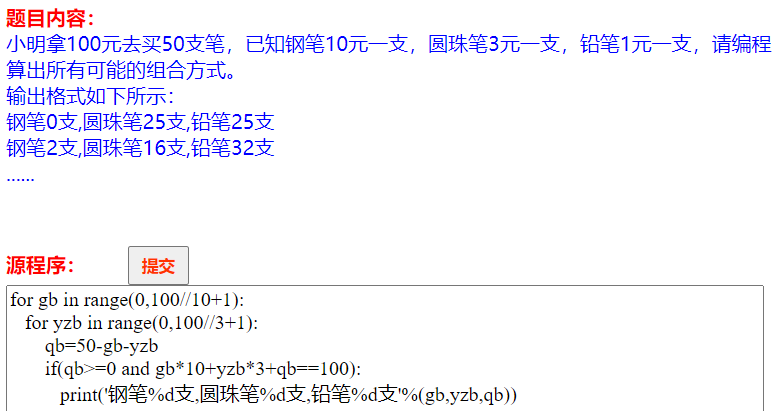 题目内容：
小明拿100元去买50支笔，已知钢笔10元一支，圆珠笔3元一支，铅笔1元一支，请编程
算出所有可能的组合方式。
输出格式如下所示：
钢笔0支,圆珠笔25支,铅笔25支
钢笔2支,圆珠笔16支,铅笔32支
……
源程序： 提交
for gb in range(0,100//10+1):
   for yzb in range(0,100//3+1):
       qb=50-gb-yzb
       if(qb>=0 and gb*10+yzb*3+qb==100):
          print('钢笔%d支,圆珠笔%d支,铅笔%d支'%(gb,yzb,qb))